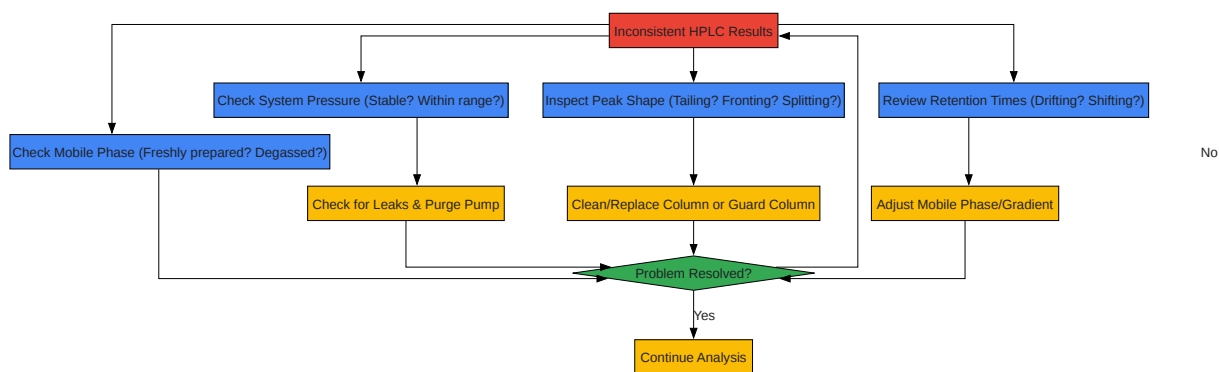 Inconsistent HPLC Results
Check System Pressure (Stable? Within range?)
Inspect Peak Shape (Tailing? Fronting? Splitting?)
Review Retention Times (Drifting? Shifting?)
Check Mobile Phase (Freshly prepared? Degassed?)
No
Check for Leaks & Purge Pump
Clean/Replace Column or Guard Column
Adjust Mobile Phase/Gradient
Problem Resolved?
Yes
Continue Analysis